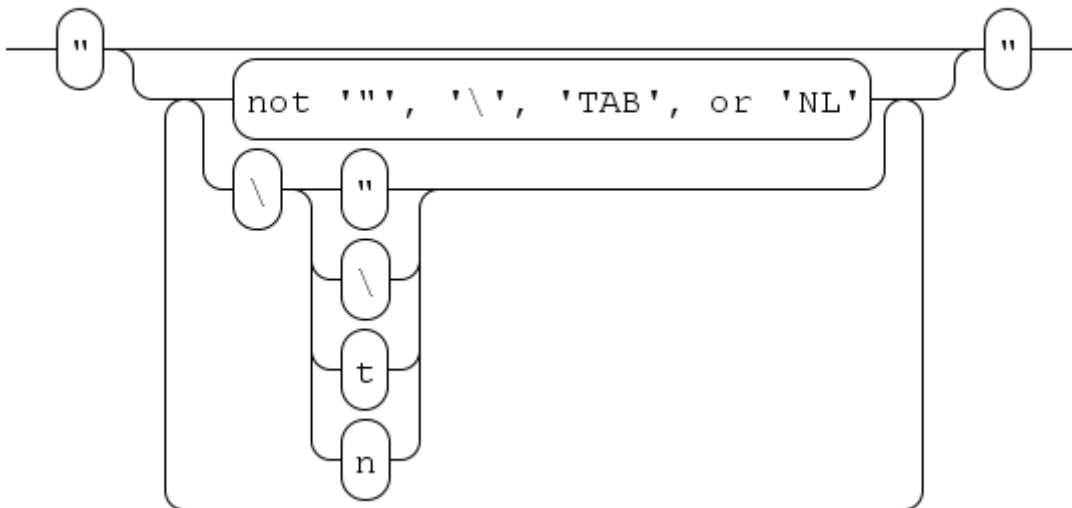 " "
not '"', '\', 'TAB', or 'NL'
\ "
\
t
n